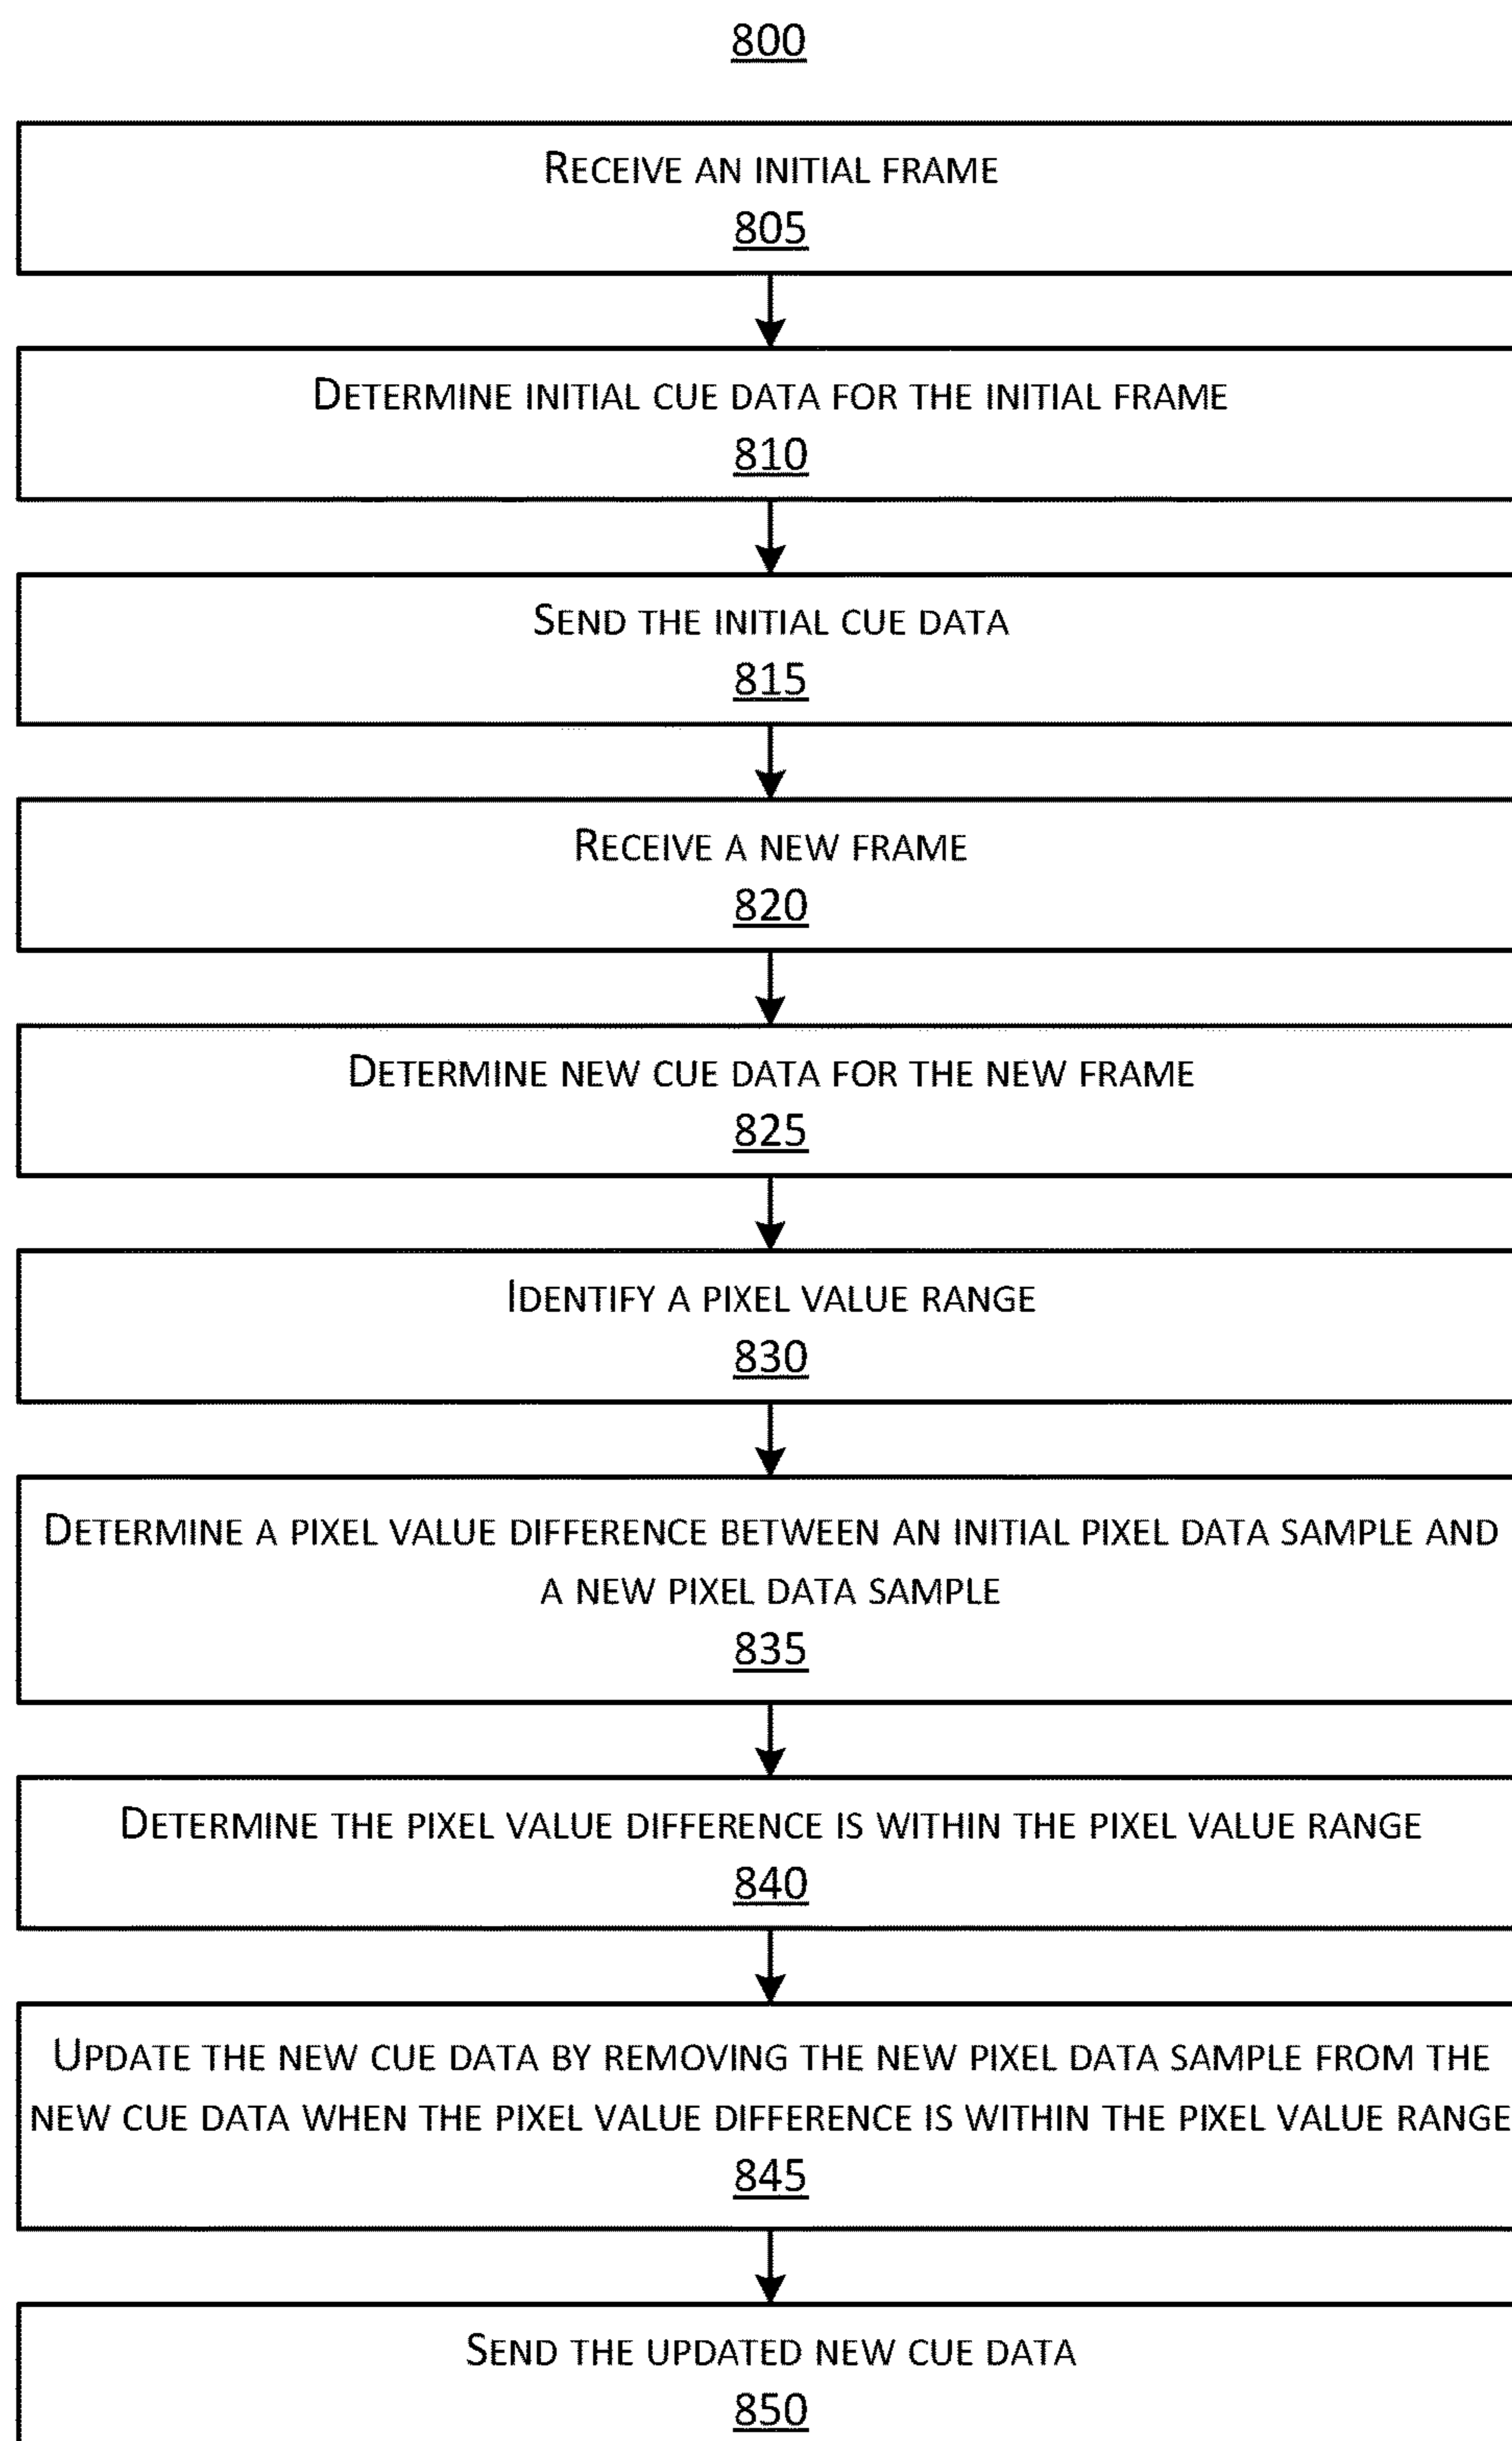 800
RECEIVE AN INITIAL FRAME
805
DETERMINE INITIAL CUE DATA FOR THE INITIAL FRAME
810
SEND THE INITIAL CUE DATA
815
RECEIVE A NEW FRAME
820
DETERMINE NEW CUE DATA FOR THE NEW FRAME
825
IDENTIFY A PIXEL VALUE RANGE
830
DETERMINE A PIXEL VALUE DIFFERENCE BETWEEN AN INITIAL PIXEL DATA SAMPLE AND
A NEW PIXEL DATA SAMPLE
835
DETERMINE THE PIXEL VALUE DIFFERENCE IS WITHIN THE PIXEL VALUE RANGE
840
UPDATE THE NEW CUE DATA BY REMOVING THE NEW PIXEL DATA SAMPLE FROM THE
NEW CUE DATA WHEN THE PIXEL VALUE DIFFERENCE IS WITHIN THE PIXEL VALUE RANGE
845
SEND THE UPDATED NEW CUE DATA
850